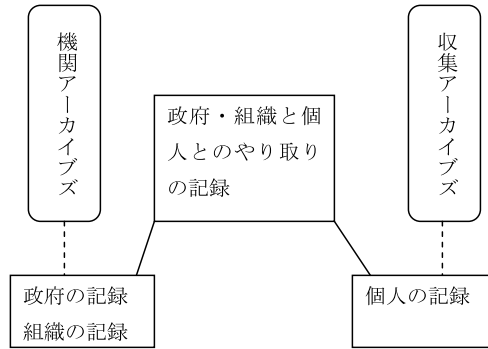 機関アーカイブズ
収集アーカイブズ
政府・組織と個
人とのやり取り
の記録
政府の記録
組織の記録
個人の記録